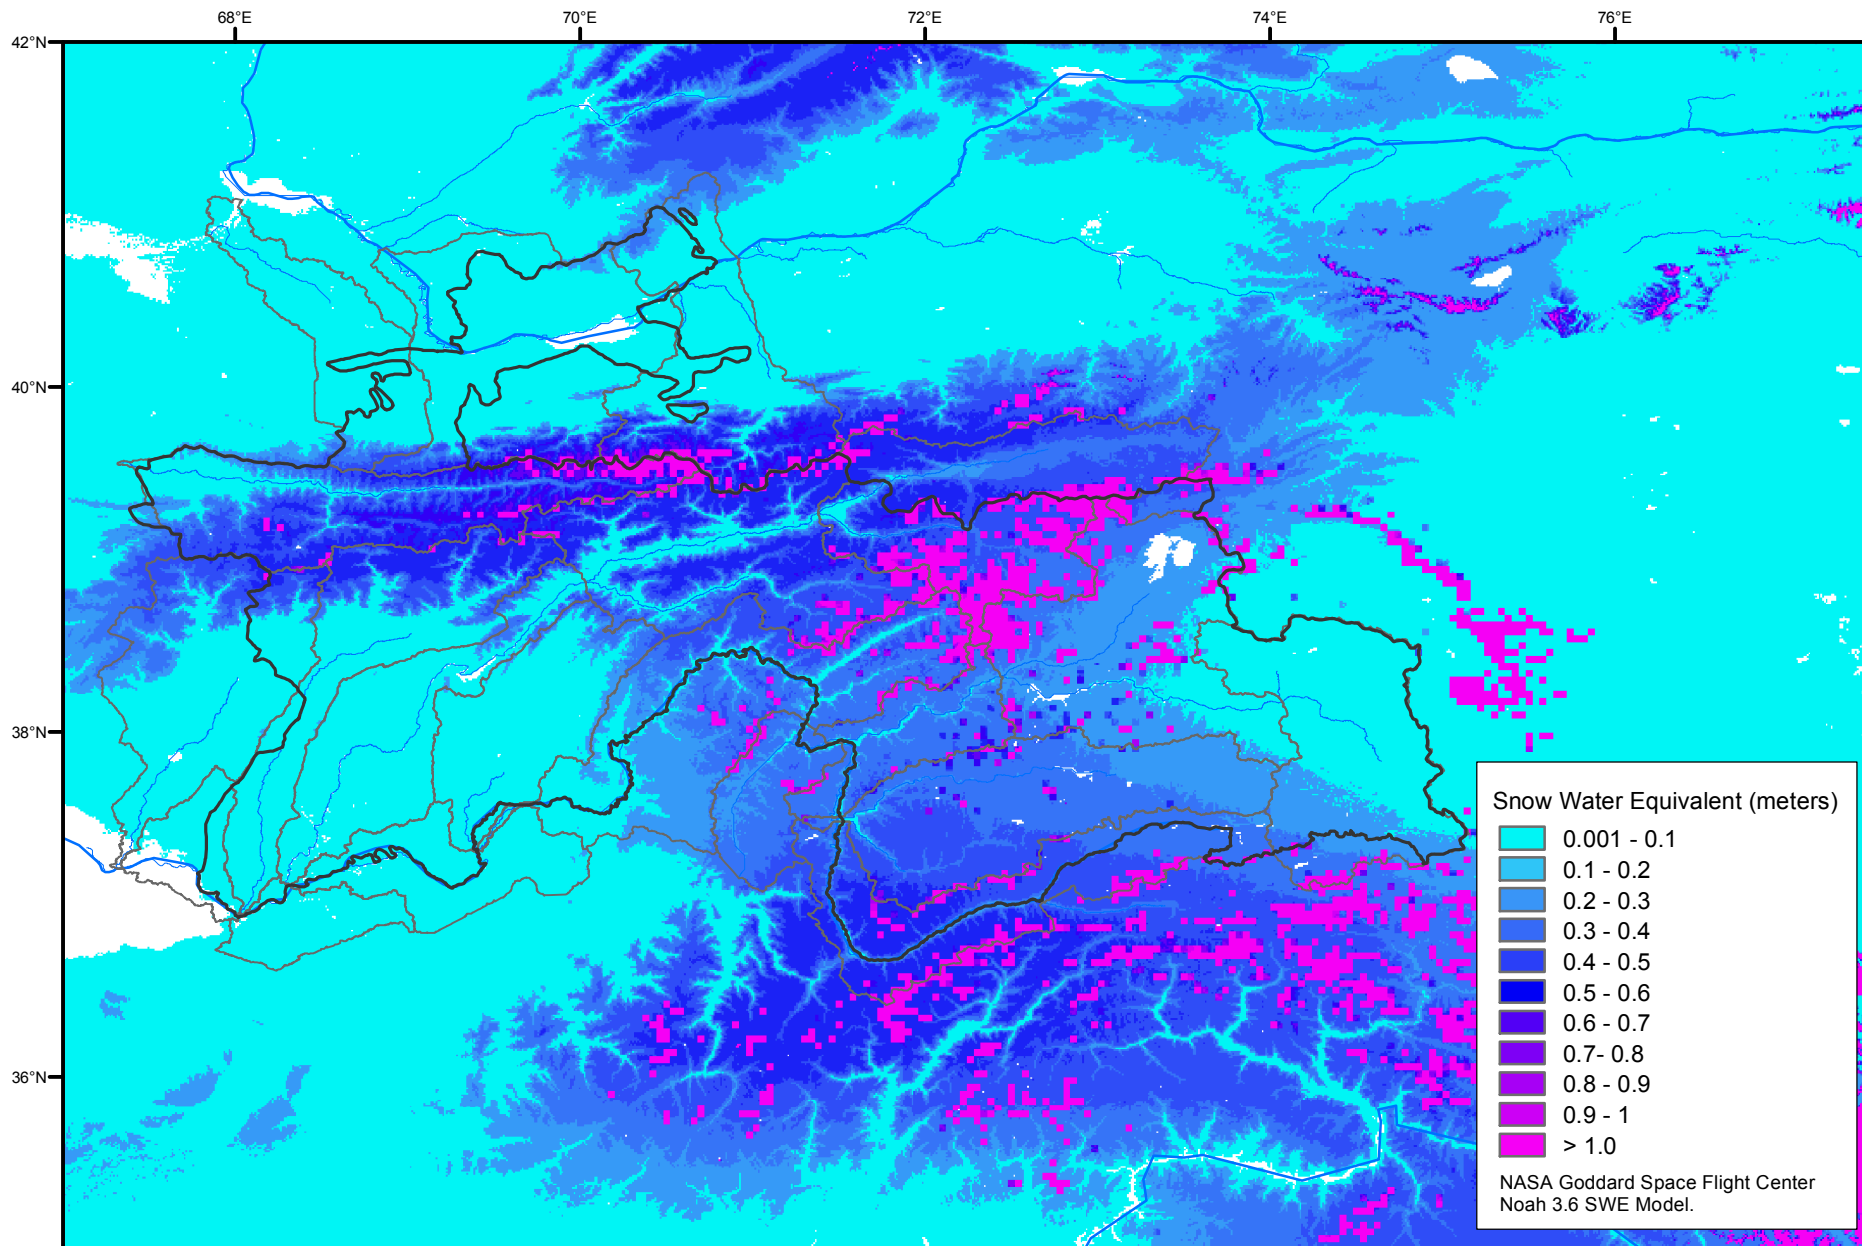 68°E
70°E
72°E
74°E
76°E
42°N
40°N
38°N
36°N
Snow Water Equivalent (meters)
0.001 - 0.1
0.1 - 0.2
0.2 - 0.3
0.3 - 0.4
0.4 - 0.5
0.5 - 0.6
0.6 - 0.7
0.7- 0.8
0.8 - 0.9
0.9 - 1
> 1.0
NASA Goddard Space Flight Center
Noah 3.6 SWE Model.